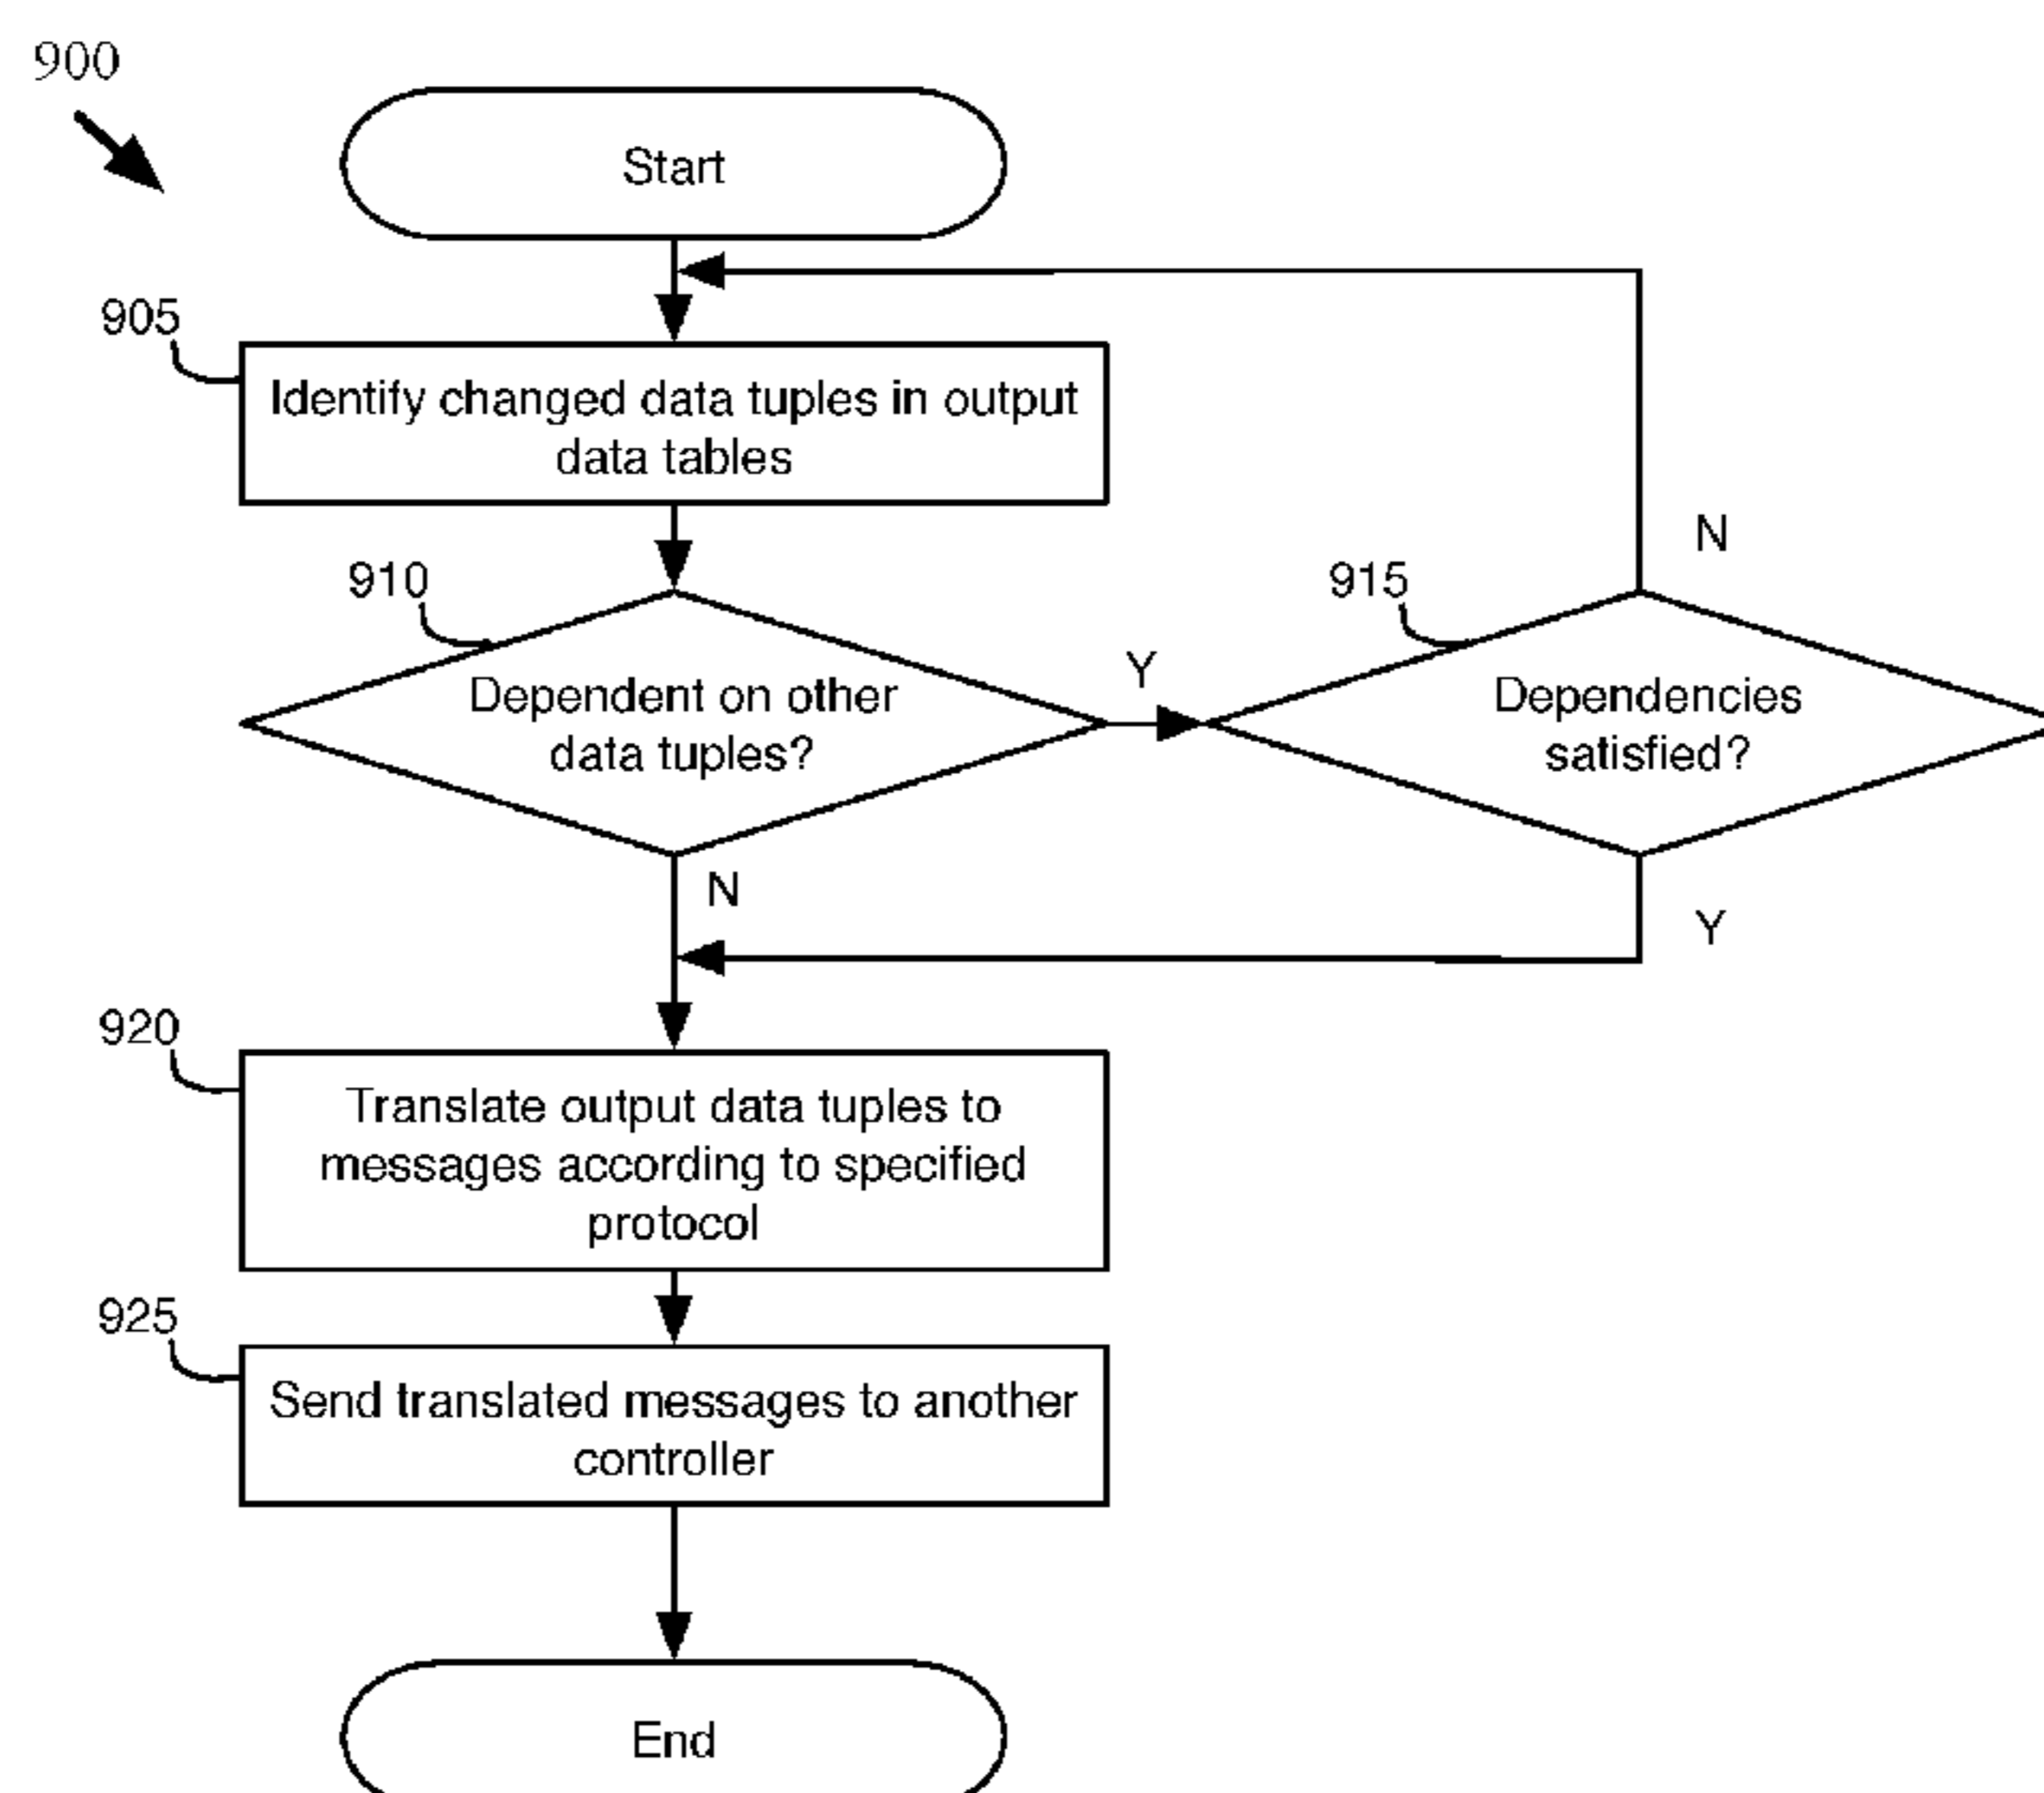 900
Start
905
Identify changed data tuples in output
data tables
N
910
915
Y
Dependent on other
data tuples?
Dependencies
satisfied?
N
Y
920
Translate output data tuples to
messages according to specified
protocol
925
Send translated messages to another
controller
End